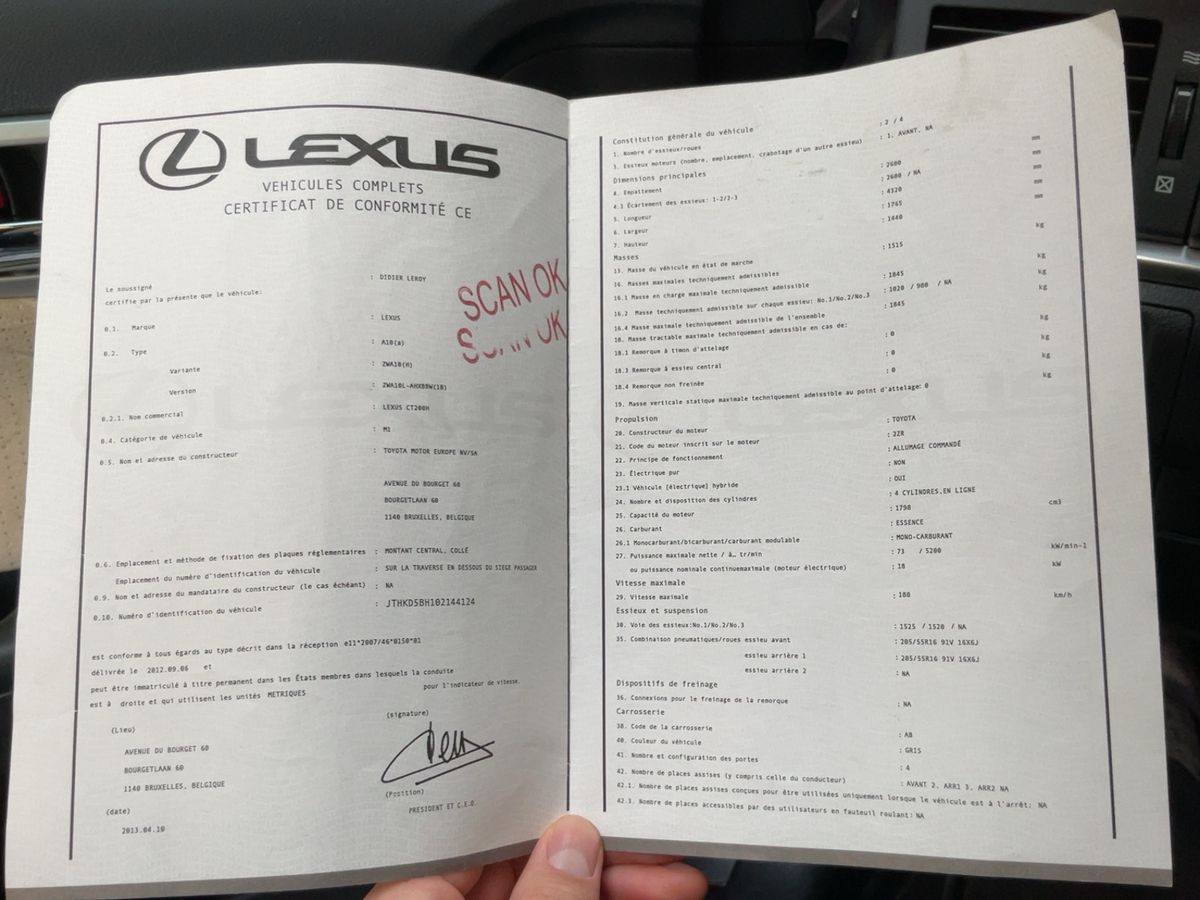 LEXUS
VEHICULES COMPLETS
CERTIFICAT DE CONFORMITÉ CE
SCAN OK
SCAN OK
Le soussigné : DIDIER LEROY
certifie par la présente que le véhicule:
0.1. Marque : LEXUS
0.2. Type : A10(a)
Variante : ZWA10(H)
Version : ZWA10L-AHXBBW(1B)
0.2.1. Nom commercial : LEXUS CT200H
0.4. Catégorie de véhicule : M1
0.5. Nom et adresse du constructeur : TOYOTA MOTOR EUROPE NV/SA
AVENUE DU BOURGET 60
BOURGETLAAN 60
1140 BRUXELLES, BELGIQUE
0.6. Emplacement et méthode de fixation des plaques réglementaires : MONTANT CENTRAL, COLLÉ
Emplacement du numéro d'identification du véhicule : SUR LA TRAVERSE EN DESSOUS DU SIEGE PASSAGER
0.9. Nom et adresse du mandataire du constructeur (le cas échéant) : NA
0.10. Numéro d'identification du véhicule : JTHKD5BH102144124
est conforme à tous égards au type décrit dans la réception e11*2007/46*0150*01
délivrée le 2012.09.06 et
peut être immatriculé à titre permanent dans les États membres dans lesquels la conduite
est à droite et qui utilisent les unités METRIQUES pour l'indicateur de vitesse.
(Lieu) (signature)
AVENUE DU BOURGET 60
BOURGETLAAN 60
1140 BRUXELLES, BELGIQUE
(Position)
(date) PRESIDENT ET C.E.O.
2013.04.10
Constitution générale du véhicule
1. Nombre d'essieux/roues : 2 / 4
3. Essieux moteurs (nombre, emplacement, crabotage d'un autre essieu) : 1, AVANT, NA
Dimensions principales
4. Empattement : 2600 mm
4.1 Écartement des essieux: 1-2/2-3 : 2600 / NA mm
5. Longueur : 4320 mm
6. Largeur : 1765 mm
7. Hauteur : 1440 mm
Masses
13. Masse du véhicule en état de marche : 1515 kg
16. Masses maximales techniquement admissibles
16.1 Masse en charge maximale techniquement admissible : 1845 kg
16.2 Masse techniquement admissible sur chaque essieu: No.1/No.2/No.3 : 1020 / 980 / NA kg
16.4 Masse maximale techniquement admissible de l'ensemble : 1845 kg
18. Masse tractable maximale techniquement admissible en cas de:
18.1 Remorque à timon d'attelage : 0 kg
18.3 Remorque à essieu central : 0 kg
18.4 Remorque non freinée : 0 kg
19. Masse verticale statique maximale techniquement admissible au point d'attelage: 0 kg
Propulsion
20. Constructeur du moteur : TOYOTA
21. Code du moteur inscrit sur le moteur : 2ZR
22. Principe de fonctionnement : ALLUMAGE COMMANDÉ
23. Électrique pur : NON
23.1 Véhicule [électrique] hybride : OUI
24. Nombre et disposition des cylindres : 4 CYLINDRES,EN LIGNE
25. Capacité du moteur : 1798 cm3
26. Carburant : ESSENCE
26.1 Monocarburant/bicarburant/carburant modulable : MONO-CARBURANT
27. Puissance maximale nette / à… tr/min : 73 / 5200 kW/min-1
ou puissance nominale continuemaximale (moteur électrique) : 18 kW
Vitesse maximale
29. Vitesse maximale : 180 km/h
Essieux et suspension
30. Voie des essieux:No.1/No.2/No.3 : 1525 / 1520 / NA
35. Combinaison pneumatiques/roues essieu avant : 205/55R16 91V 16X6J
essieu arrière 1 : 205/55R16 91V 16X6J
essieu arrière 2 : NA
Dispositifs de freinage
36. Connexions pour le freinage de la remorque : NA
Carrosserie
38. Code de la carrosserie : AB
40. Couleur du véhicule : GRIS
41. Nombre et configuration des portes : 4
42. Nombre de places assises (y compris celle du conducteur) : AVANT 2, ARR1 3, ARR2 NA
42.1. Nombre de places assises conçues pour être utilisées uniquement lorsque le véhicule est à l'arrêt: NA
42.3. Nombre de places accessibles par des utilisateurs en fauteuil roulant: NA